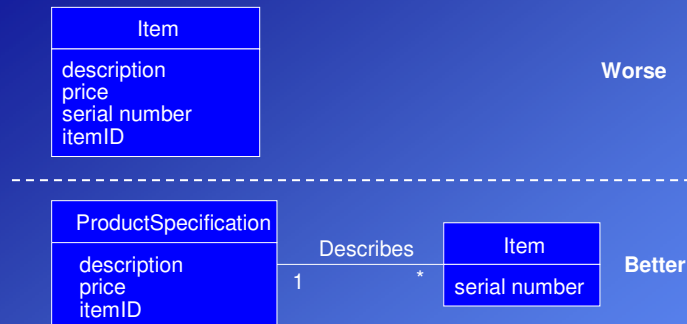 Item
description
price
serial number
itemID
Worse
ProductSpecification
description
price
itemID
Describes
1
*
Item
serial number
Better